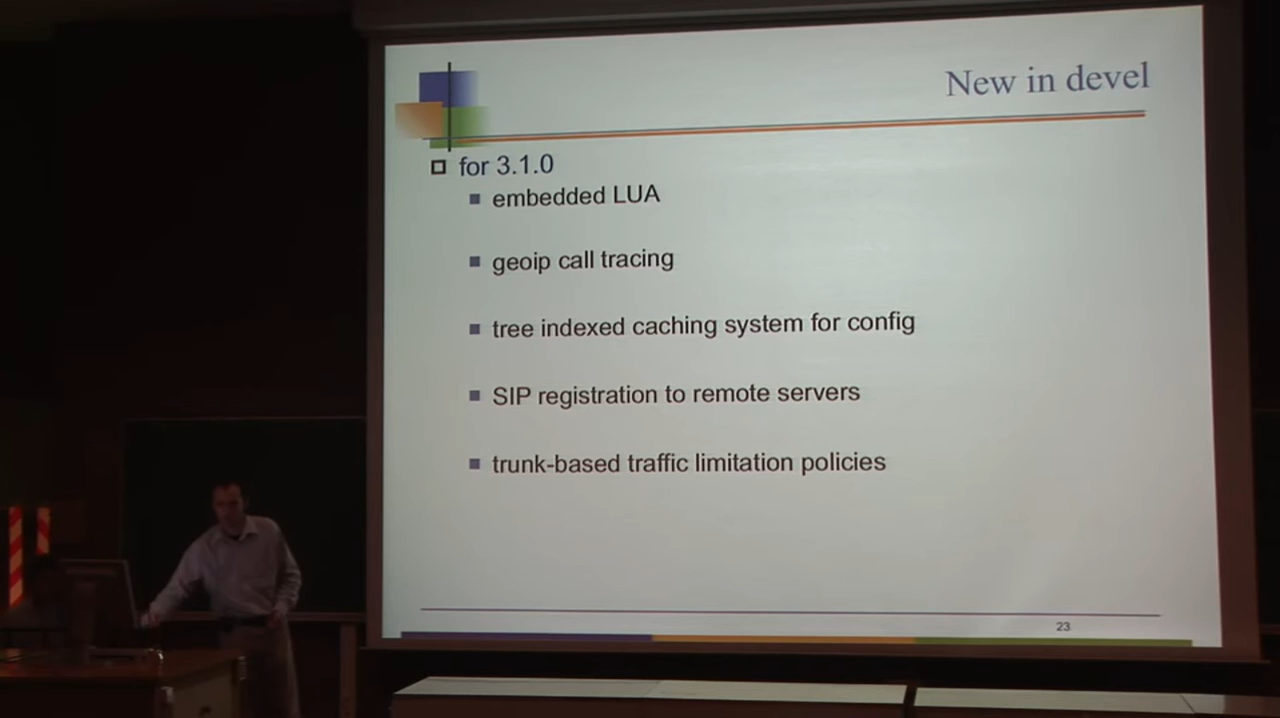 New in devel
for 3.1.0
embedded LUA
geoip call tracing
tree indexed caching system for config
SIP registration to remote servers
trunk-based traffic limitation policies
23